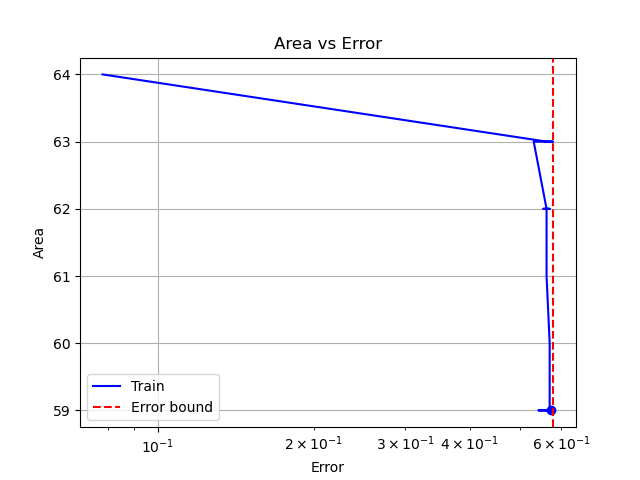 Area vs Error
64
63
62
61
60
59
Area
Train
Error bound
10⁻¹
2 × 10⁻¹
3 × 10⁻¹
4 × 10⁻¹
6 × 10⁻¹
Error